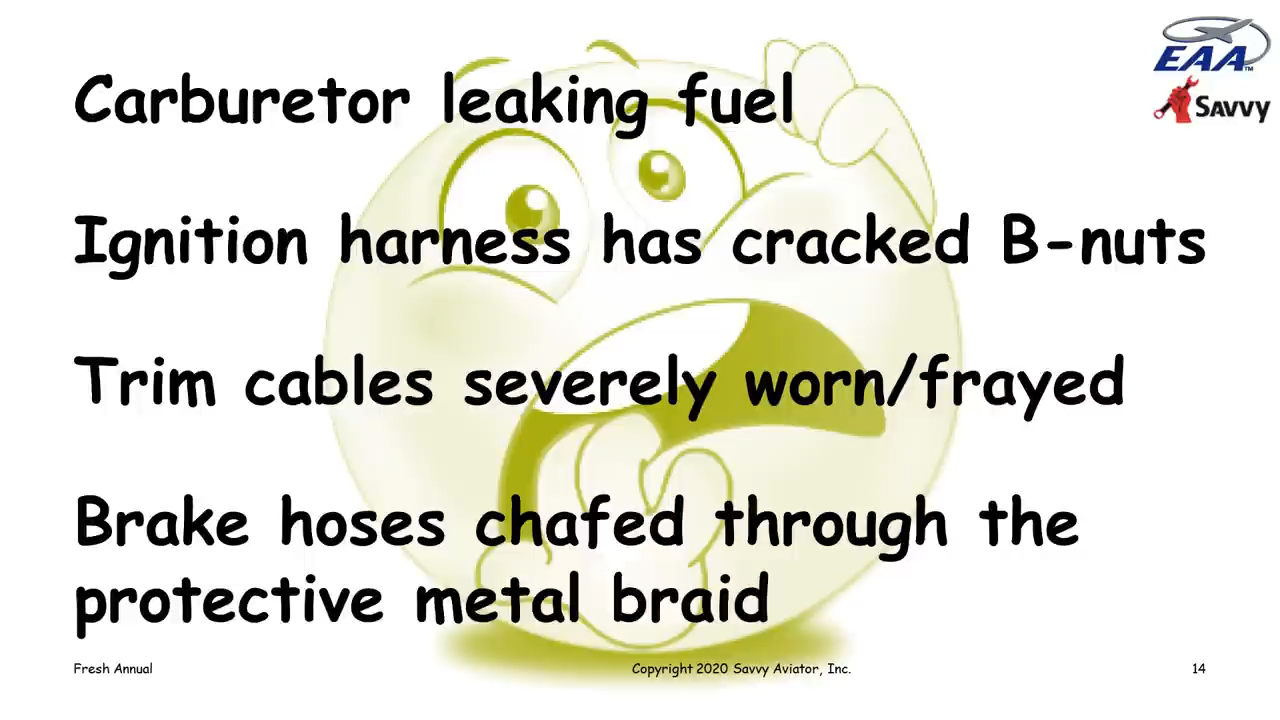 EAA™
SAVVY
Carburetor leaking fuel
Ignition harness has cracked B-nuts
Trim cables severely worn/frayed
Brake hoses chafed through the
protective metal braid
Fresh Annual
Copyright 2020 Savvy Aviator, Inc.
14